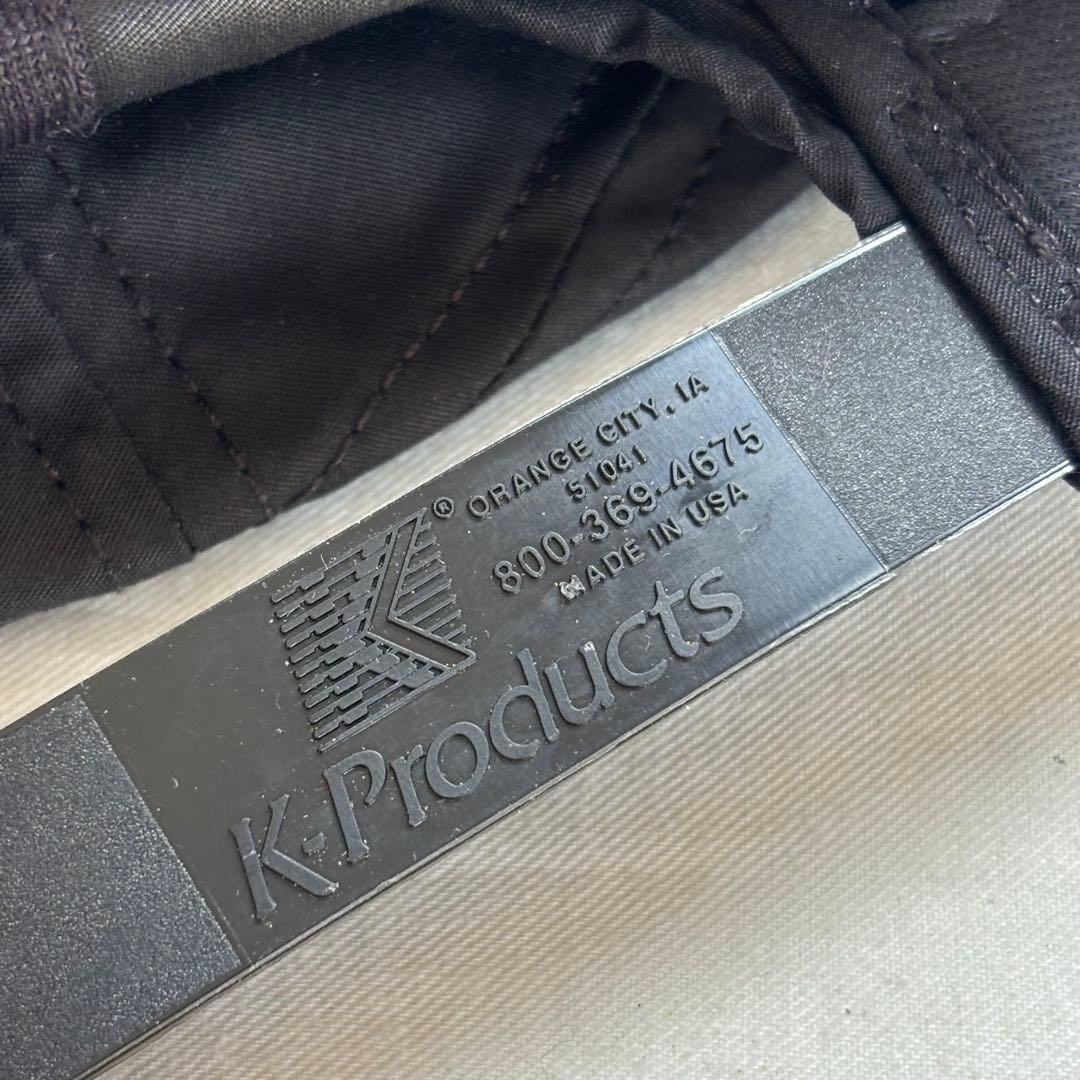 ®
ORANGE CITY, IA
51041
800-369-4675
MADE IN USA
K-Products